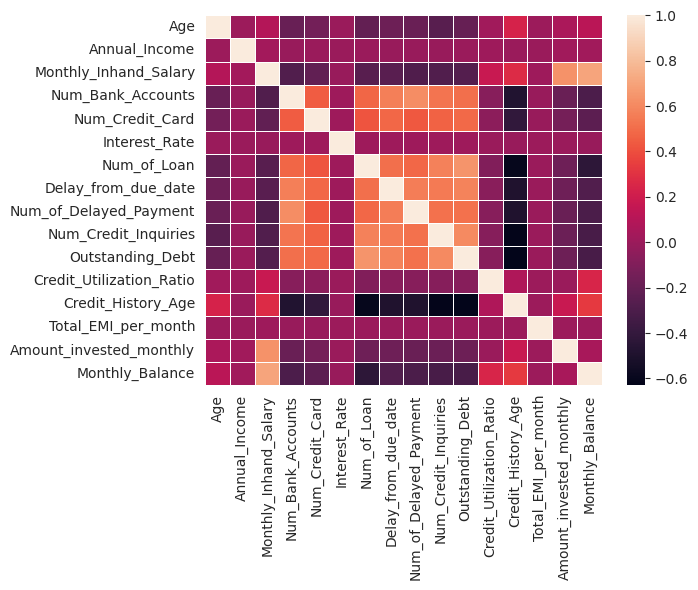 Age
Annual_Income
Monthly_Inhand_Salary
Num_Bank_Accounts
Num_Credit_Card
Interest_Rate
Num_of_Loan
Delay_from_due_date
Num_of_Delayed_Payment
Num_Credit_Inquiries
Outstanding_Debt
Credit_Utilization_Ratio
Credit_History_Age
Total_EMI_per_month
Amount_invested_monthly
Monthly_Balance
Age
Annual_Income
Monthly_Inhand_Salary
Num_Bank_Accounts
Num_Credit_Card
Interest_Rate
Num_of_Loan
Delay_from_due_date
Num_of_Delayed_Payment
Num_Credit_Inquiries
Outstanding_Debt
Credit_Utilization_Ratio
Credit_History_Age
Total_EMI_per_month
Amount_invested_monthly
Monthly_Balance
1.0
0.8
0.6
0.4
0.2
0.0
−0.2
−0.4
−0.6